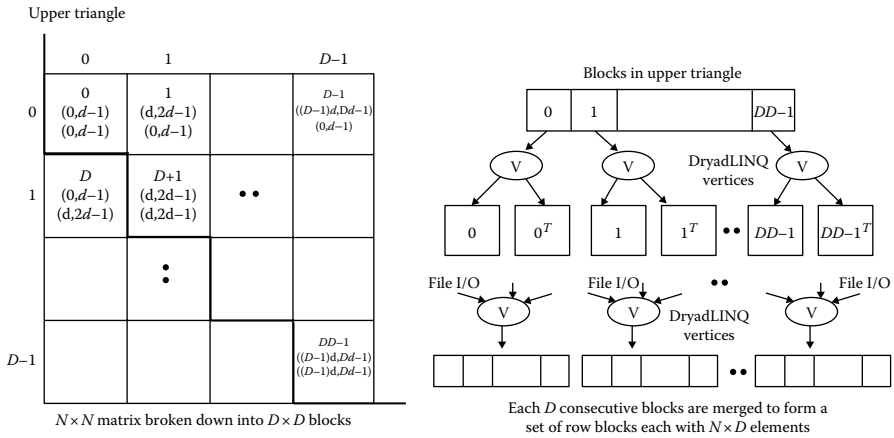 Upper triangle
0
1
D–1
0
0
(0,d–1)
(0,d–1)
1
(d,2d–1)
(0,d–1)
D–1
((D–1)d,Dd–1)
(0,d–1)
1
D
(0,d–1)
(d,2d–1)
D+1
(d,2d–1)
(d,2d–1)
D–1
DD–1
((D–1)d,Dd–1)
((D–1)d,Dd–1)
N×N matrix broken down into D×D blocks
Blocks in upper triangle
0
1
DD–1
V
V
DryadLINQ
vertices
V
0
0^T
1
1^T
DD–1
DD–1^T
File I/O
File I/O
File I/O
V
V
DryadLINQ
vertices
V
Each D consecutive blocks are merged to form a
set of row blocks each with N×D elements